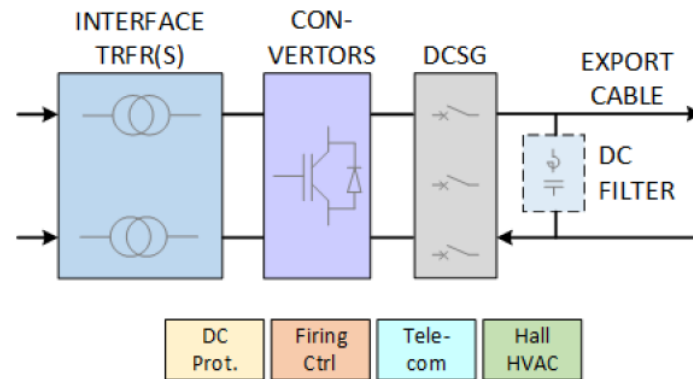 INTERFACE
TRFR(S)
CON-
VERTORS
DCSG
EXPORT
CABLE
DC
FILTER
DC
Prot.
Firing
Ctrl
Tele-
com
Hall
HVAC